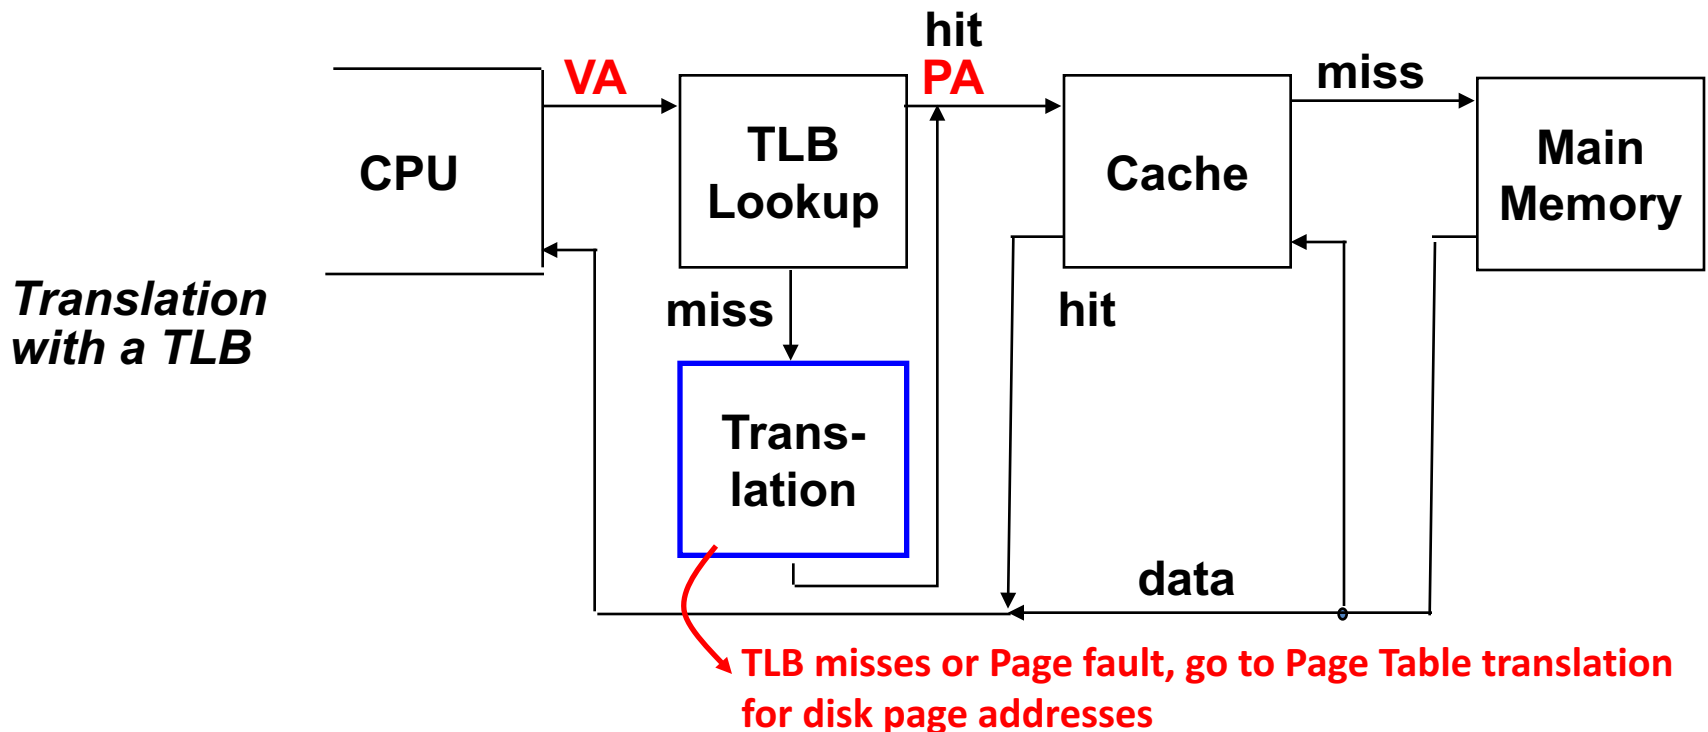 hit
VA
PA
miss
CPU
TLB
Lookup
Cache
Main
Memory
Translation
with a TLB
miss
hit
Trans-
lation
data
TLB misses or Page fault, go to Page Table translation
for disk page addresses